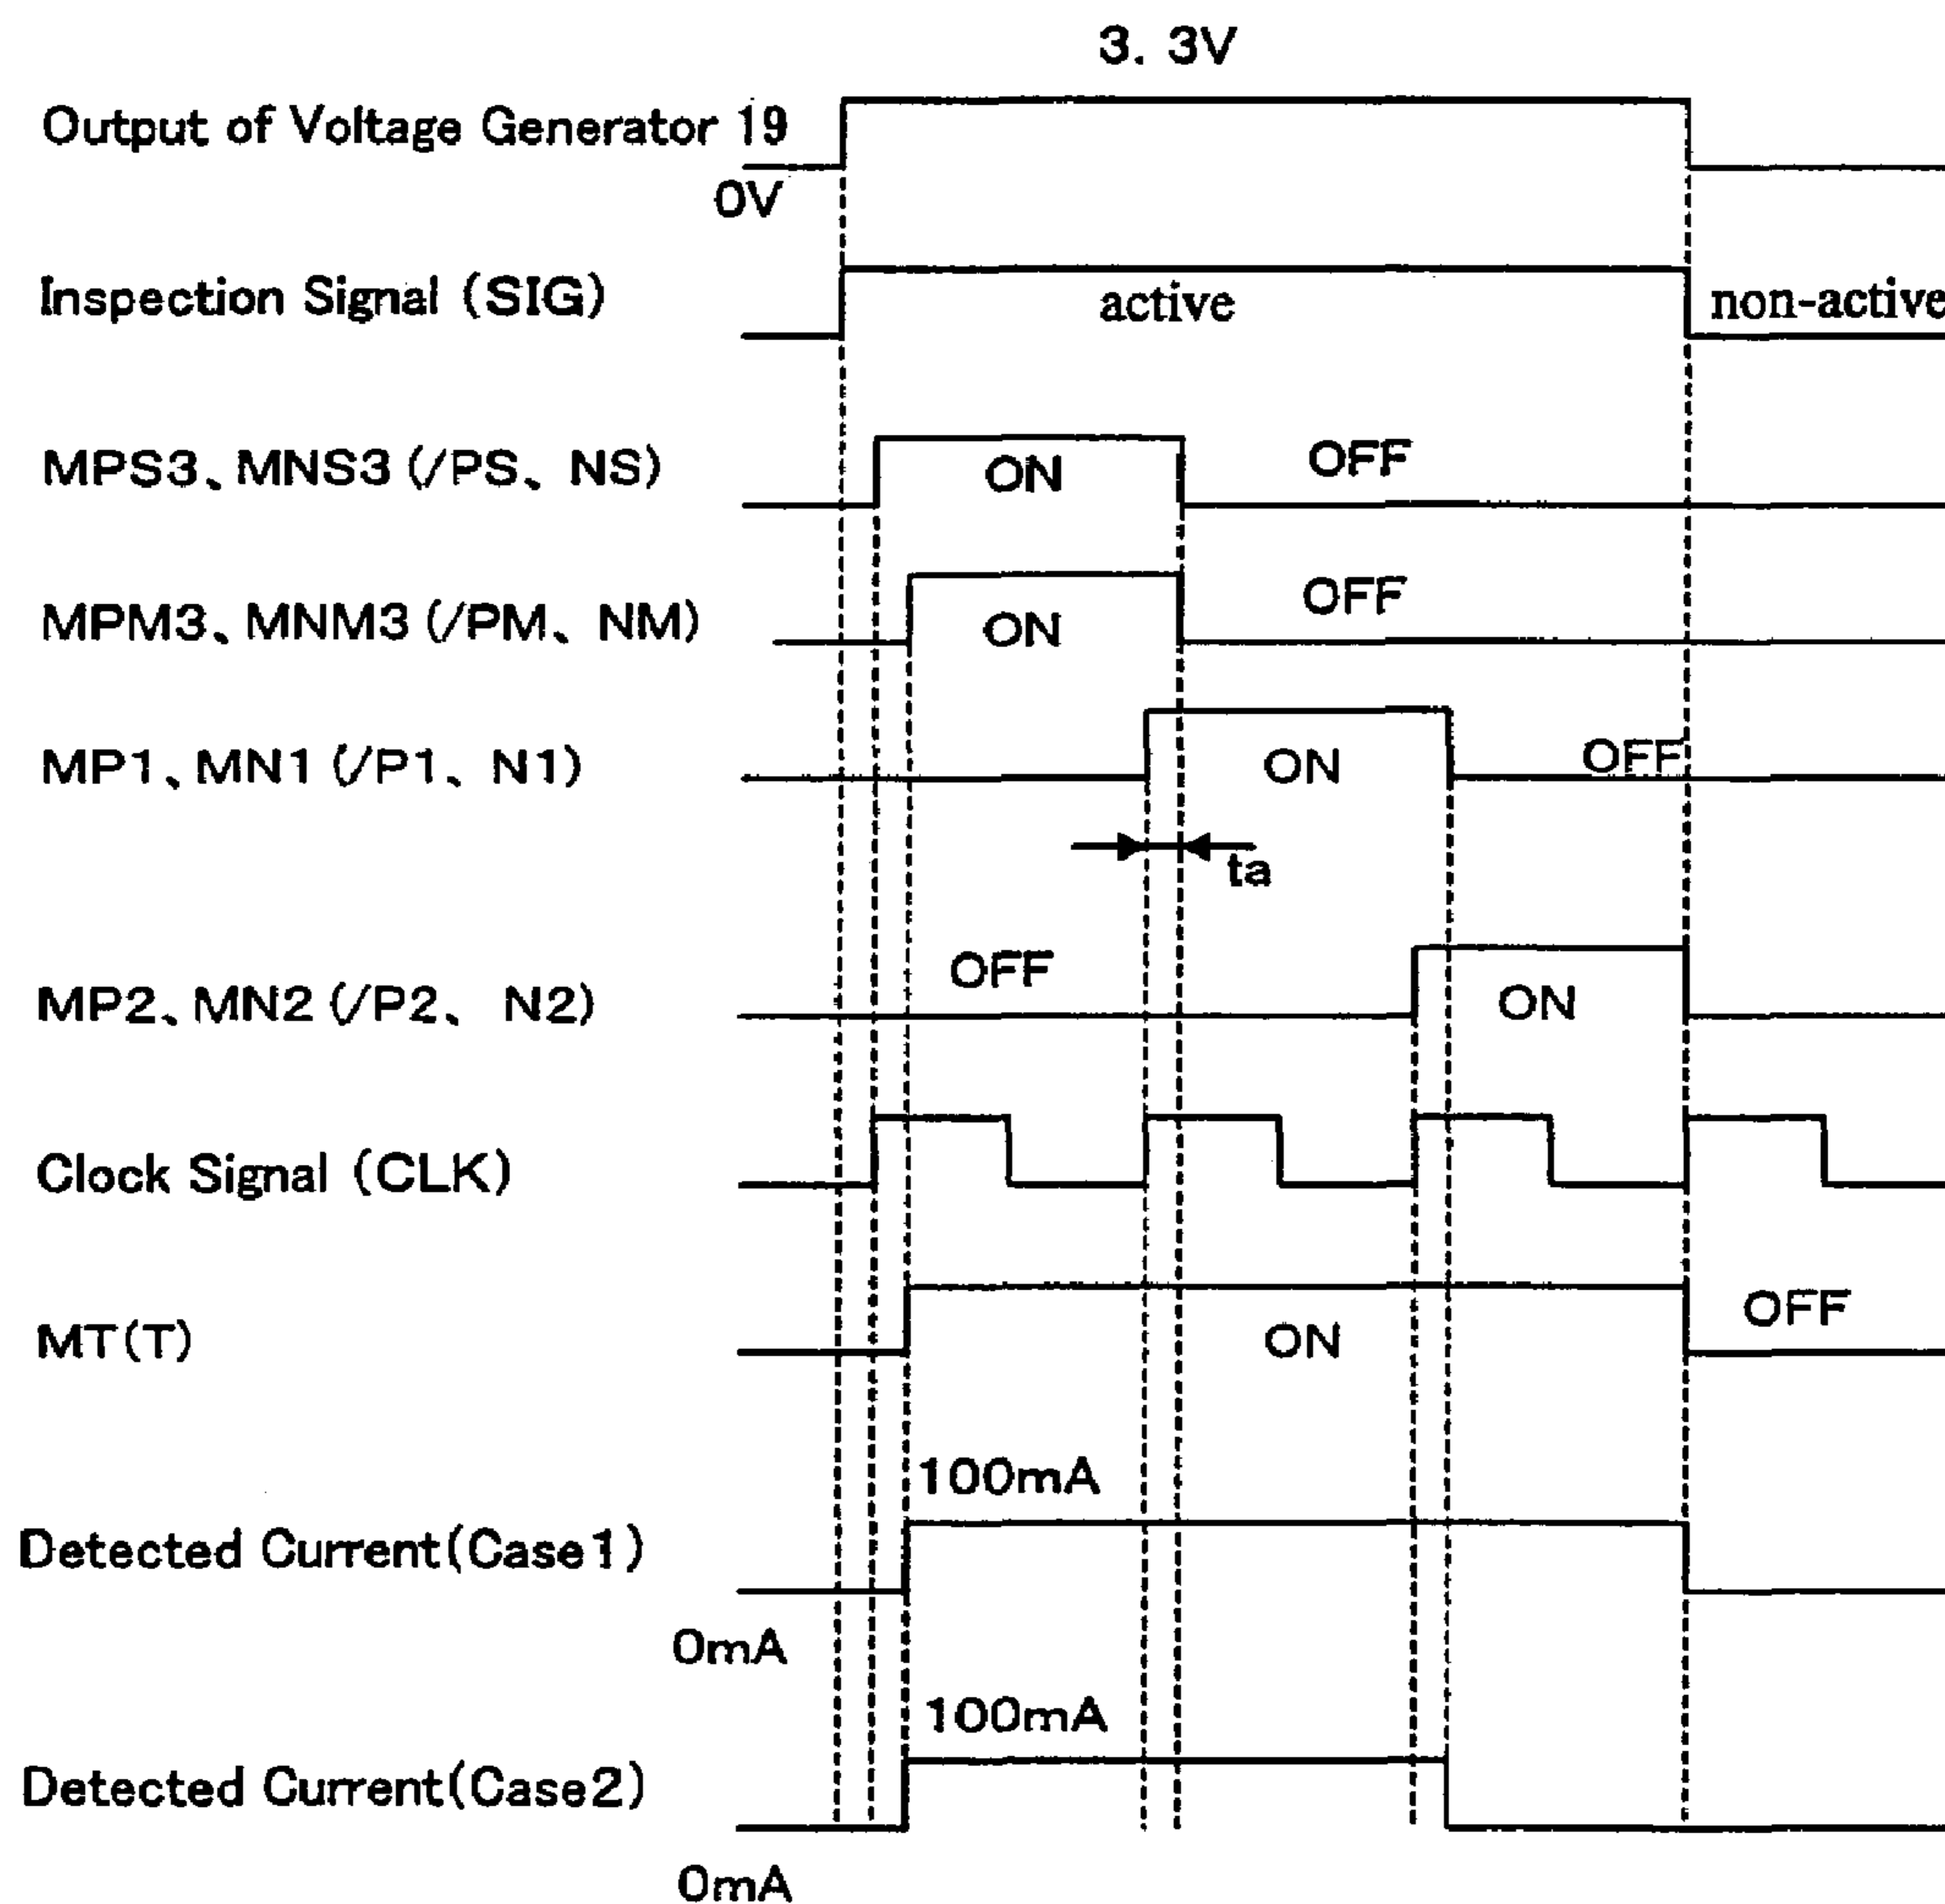 3. 3V
Output of Voltage Generator 19
0V
Inspection Signal (SIG)
active
non-active
MPS3、MNS3 (/PS、 NS)
ON
OFF
MPM3、MNM3 (/PM、 NM)
ON
OFF
MP1、MN1 (/P1、 N1)
ON
OFF
ta
MP2、MN2 (/P2、 N2)
OFF
ON
Clock Signal (CLK)
MT(T)
ON
OFF
100mA
Detected Current(Case1)
0mA
100mA
Detected Current(Case2)
0mA